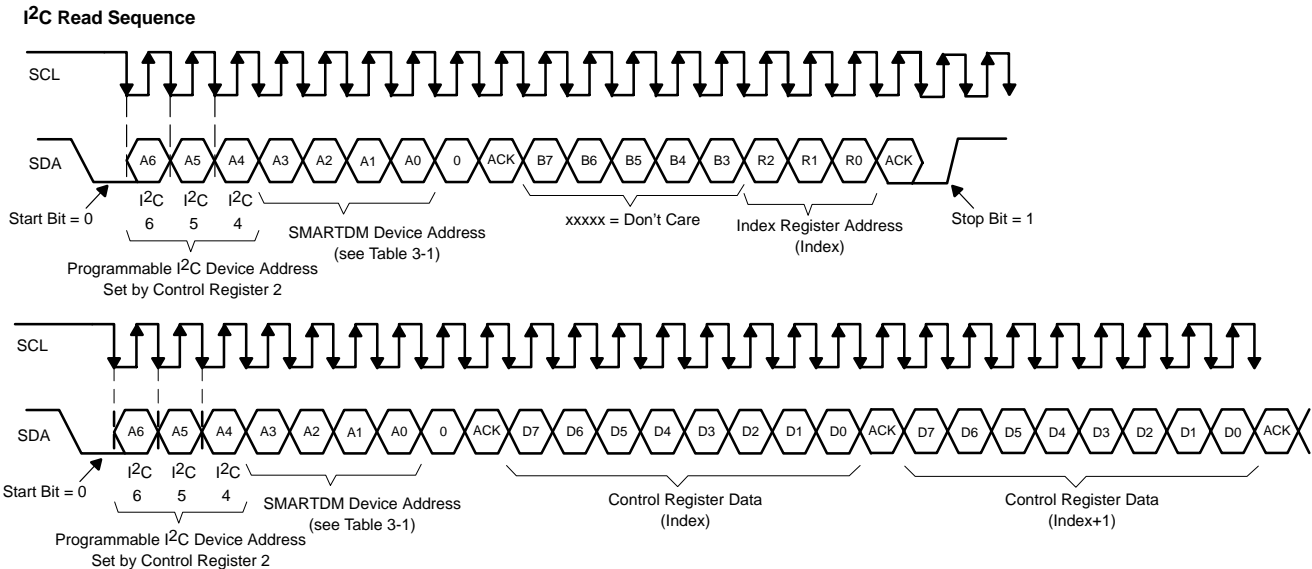 I2C Read Sequence
SCL
SDA A6 A5 A4 A3 A2 A1 A0 0 ACK B7 B6 B5 B4 B3 R2 R1 R0 ACK
Start Bit = 0
I2C I2C I2C
6 5 4
SMARTDM Device Address
(see Table 3-1)
xxxxx = Don't Care
Index Register Address
(Index)
Stop Bit = 1
Programmable I2C Device Address
Set by Control Register 2
SCL
SDA A6 A5 A4 A3 A2 A1 A0 0 ACK D7 D6 D5 D4 D3 D2 D1 D0 ACK D7 D6 D5 D4 D3 D2 D1 D0 ACK
Start Bit = 0
I2C I2C I2C
6 5 4
SMARTDM Device Address
(see Table 3-1)
Control Register Data
(Index)
Control Register Data
(Index+1)
Programmable I2C Device Address
Set by Control Register 2